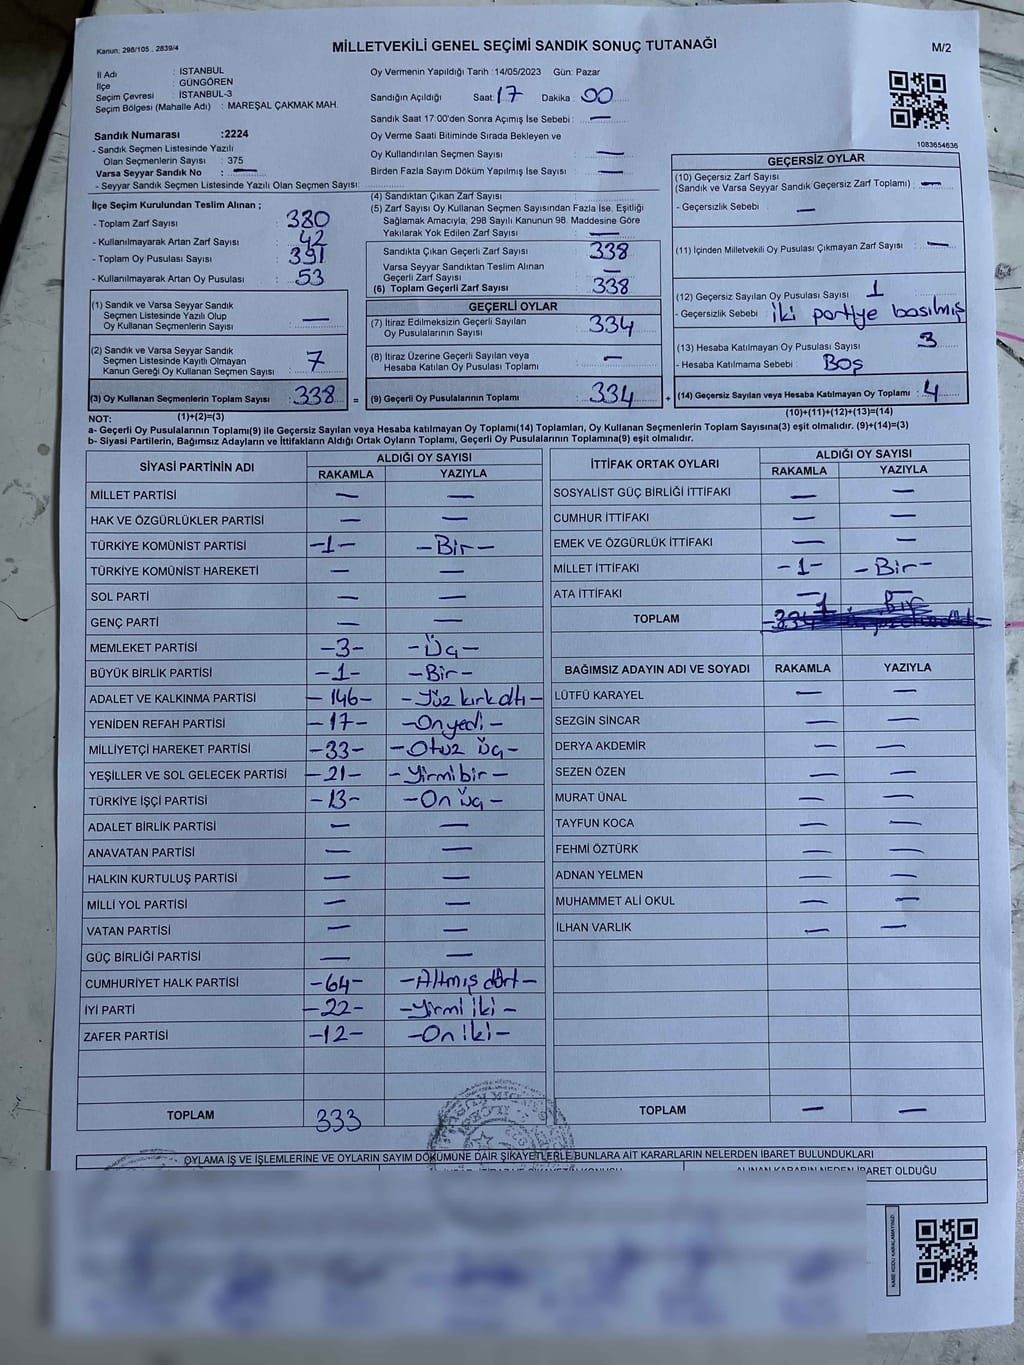 Kanun: 298/105 , 2839/4
MİLLETVEKİLİ GENEL SEÇİMİ SANDIK SONUÇ TUTANAĞI
M/2
İl Adı : İSTANBUL
İlçe : GÜNGÖREN
Seçim Çevresi : İSTANBUL-3
Seçim Bölgesi (Mahalle Adı) : MAREŞAL ÇAKMAK MAH.
Oy Vermenin Yapıldığı Tarih :14/05/2023 Gün: Pazar
Sandığın Açıldığı Saat: 17 Dakika : 00
Sandık Saat 17:00'den Sonra Açımış İse Sebebi : —
Oy Verme Saati Bitiminde Sırada Bekleyen ve
Oy Kullandırılan Seçmen Sayısı : —
Birden Fazla Sayım Döküm Yapılmış İse Sayısı : —
1083654636
Sandık Numarası :2224
- Sandık Seçmen Listesinde Yazılı
Olan Seçmenlerin Sayısı : 375
Varsa Seyyar Sandık No : —
- Seyyar Sandık Seçmen Listesinde Yazılı Olan Seçmen Sayısı:
İlçe Seçim Kurulundan Teslim Alınan ;
- Toplam Zarf Sayısı : 380
- Kullanılmayarak Artan Zarf Sayısı : 42
- Toplam Oy Pusulası Sayısı : 391
- Kullanılmayarak Artan Oy Pusulası : 53
(1) Sandık ve Varsa Seyyar Sandık
Seçmen Listesinde Yazılı Olup
Oy Kullanan Seçmenlerin Sayısı : —
(2) Sandık ve Varsa Seyyar Sandık
Seçmen Listesinde Kayıtlı Olmayan
Kanun Gereği Oy Kullanan Seçmen Sayısı : 7
(3) Oy Kullanan Seçmenlerin Toplam Sayısı : 338 =
(1)+(2)=(3)
(4) Sandıktan Çıkan Zarf Sayısı :
(5) Zarf Sayısı Oy Kullanan Seçmen Sayısından Fazla İse, Eşitliği
Sağlamak Amacıyla, 298 Sayılı Kanunun 98. Maddesine Göre
Yakılarak Yok Edilen Zarf Sayısı : —
Sandıkta Çıkan Geçerli Zarf Sayısı : 338
Varsa Seyyar Sandıktan Teslim Alınan
Geçerli Zarf Sayısı : —
(6) Toplam Geçerli Zarf Sayısı : 338
GEÇERLİ OYLAR
(7) İtiraz Edilmeksizin Geçerli Sayılan
Oy Pusulalarının Sayısı : 334
(8) İtiraz Üzerine Geçerli Sayılan veya
Hesaba Katılan Oy Pusulası Toplamı : —
(9) Geçerli Oy Pusulalarının Toplamı : 334 +
GEÇERSİZ OYLAR
(10) Geçersiz Zarf Sayısı
(Sandık ve Varsa Seyyar Sandık Geçersiz Zarf Toplamı) : —
- Geçersizlik Sebebi : —
(11) İçinden Milletvekili Oy Pusulası Çıkmayan Zarf Sayısı : —
(12) Geçersiz Sayılan Oy Pusulası Sayısı : 1
- Geçersizlik Sebebi : iki partiye basılmış
(13) Hesaba Katılmayan Oy Pusulası Sayısı : 3
- Hesaba Katılmama Sebebi : Boş
(14) Geçersiz Sayılan veya Hesaba Katılmayan Oy Toplamı : 4
(10)+(11)+(12)+(13)=(14)
NOT:
a- Geçerli Oy Pusulalarının Toplamı(9) ile Geçersiz Sayılan veya Hesaba katılmayan Oy Toplamı(14) Toplamları, Oy Kullanan Seçmenlerin Toplam Sayısına(3) eşit olmalıdır. (9)+(14)=(3)
b- Siyasi Partilerin, Bağımsız Adayların ve İttifakların Aldığı Ortak Oyların Toplamı, Geçerli Oy Pusulalarının Toplamına(9) eşit olmalıdır.
SİYASİ PARTİNİN ADI ALDIĞI OY SAYISI
RAKAMLA YAZIYLA
MİLLET PARTİSİ — —
HAK VE ÖZGÜRLÜKLER PARTİSİ — —
TÜRKİYE KOMÜNİST PARTİSİ -1- -Bir-
TÜRKİYE KOMÜNİST HAREKETİ — —
SOL PARTİ — —
GENÇ PARTİ — —
MEMLEKET PARTİSİ -3- -Üç-
BÜYÜK BİRLİK PARTİSİ -1- -Bir-
ADALET VE KALKINMA PARTİSİ -146- -Yüz kırk altı-
YENİDEN REFAH PARTİSİ -17- -On yedi-
MİLLİYETÇİ HAREKET PARTİSİ -33- -Otuz üç-
YEŞİLLER VE SOL GELECEK PARTİSİ -21- -Yirmi bir-
TÜRKİYE İŞÇİ PARTİSİ -13- -On üç-
ADALET BİRLİK PARTİSİ — —
ANAVATAN PARTİSİ — —
HALKIN KURTULUŞ PARTİSİ — —
MİLLİ YOL PARTİSİ — —
VATAN PARTİSİ — —
GÜÇ BİRLİĞİ PARTİSİ — —
CUMHURİYET HALK PARTİSİ -64- -Altmış dört-
İYİ PARTİ -22- -Yirmi iki-
ZAFER PARTİSİ -12- -On iki-
TOPLAM 333
İTTİFAK ORTAK OYLARI ALDIĞI OY SAYISI
RAKAMLA YAZIYLA
SOSYALİST GÜÇ BİRLİĞİ İTTİFAKI — —
CUMHUR İTTİFAKI — —
EMEK VE ÖZGÜRLÜK İTTİFAKI — —
MİLLET İTTİFAKI -1- -Bir-
ATA İTTİFAKI — —
TOPLAM 1 Bir
BAĞIMSIZ ADAYIN ADI VE SOYADI RAKAMLA YAZIYLA
LÜTFÜ KARAYEL — —
SEZGİN SİNCAR — —
DERYA AKDEMİR — —
SEZEN ÖZEN — —
MURAT ÜNAL — —
TAYFUN KOCA — —
FEHMİ ÖZTÜRK — —
ADNAN YELMEN — —
MUHAMMET ALİ OKUL — —
İLHAN VARLIK — —
TOPLAM — —
OYLAMA İŞ VE İŞLEMLERİNE VE OYLARIN SAYIM DÖKÜMÜNE DAİR ŞİKAYETLERLE BUNLARA AİT KARARLARIN NELERDEN İBARET BULUNDUKLARI
ALINAN KARARIN NEDEN İBARET OLDUĞU
KARE KODU KARALAMAYINIZ!